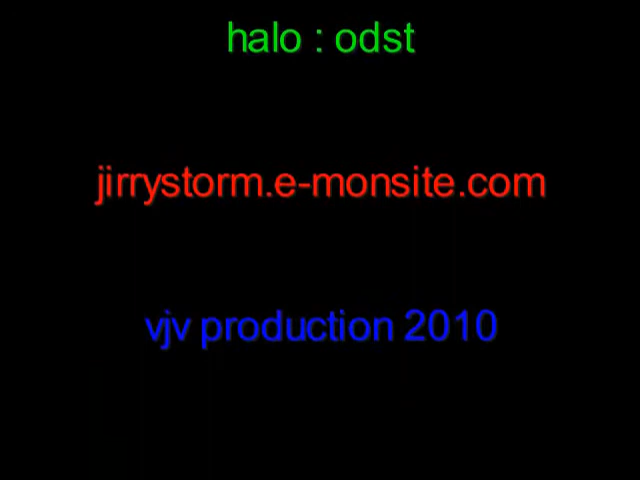 halo : odst
jirrystorm.e-monsite.com
vjv production 2010